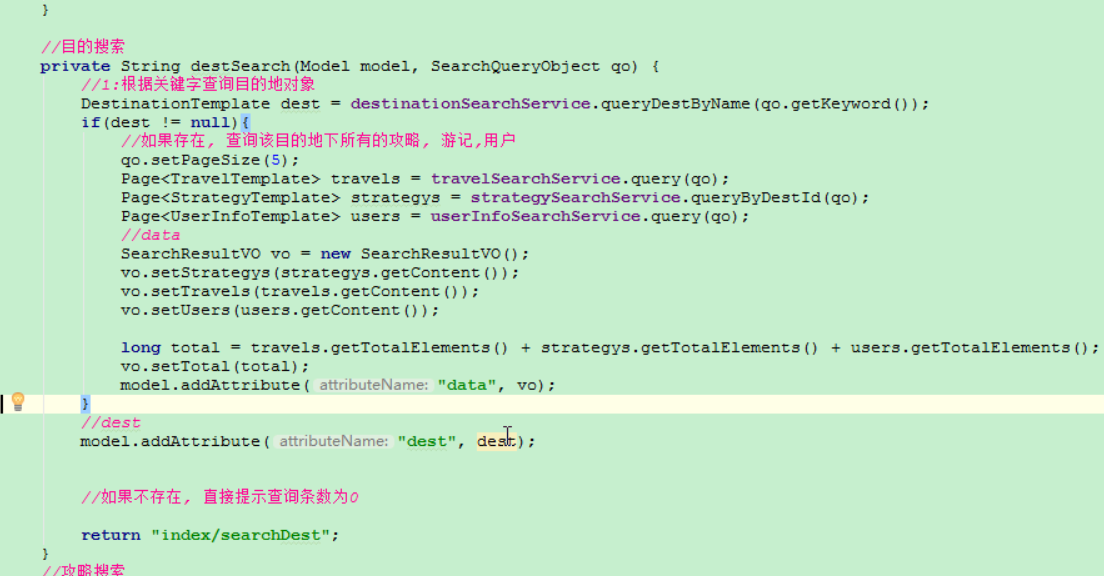 }
//目的搜索
private String destSearch(Model model, SearchQueryObject qo) {
//1:根据关键字查询目的地对象
DestinationTemplate dest = destinationSearchService.queryDestByName(qo.getKeyword());
if(dest != null){
//如果存在, 查询该目的地下所有的攻略, 游记,用户
qo.setPageSize(5);
Page<TravelTemplate> travels = travelSearchService.query(qo);
Page<StrategyTemplate> strategys = strategySearchService.queryByDestId(qo);
Page<UserInfoTemplate> users = userInfoSearchService.query(qo);
//data
SearchResultVO vo = new SearchResultVO();
vo.setStrategys(strategys.getContent());
vo.setTravels(travels.getContent());
vo.setUsers(users.getContent());
long total = travels.getTotalElements() + strategys.getTotalElements() + users.getTotalElements();
vo.setTotal(total);
model.addAttribute( attributeName: "data", vo);
}
//dest
model.addAttribute( attributeName: "dest", dest);
//如果不存在, 直接提示查询条数为0
return "index/searchDest";
}
//攻略搜索